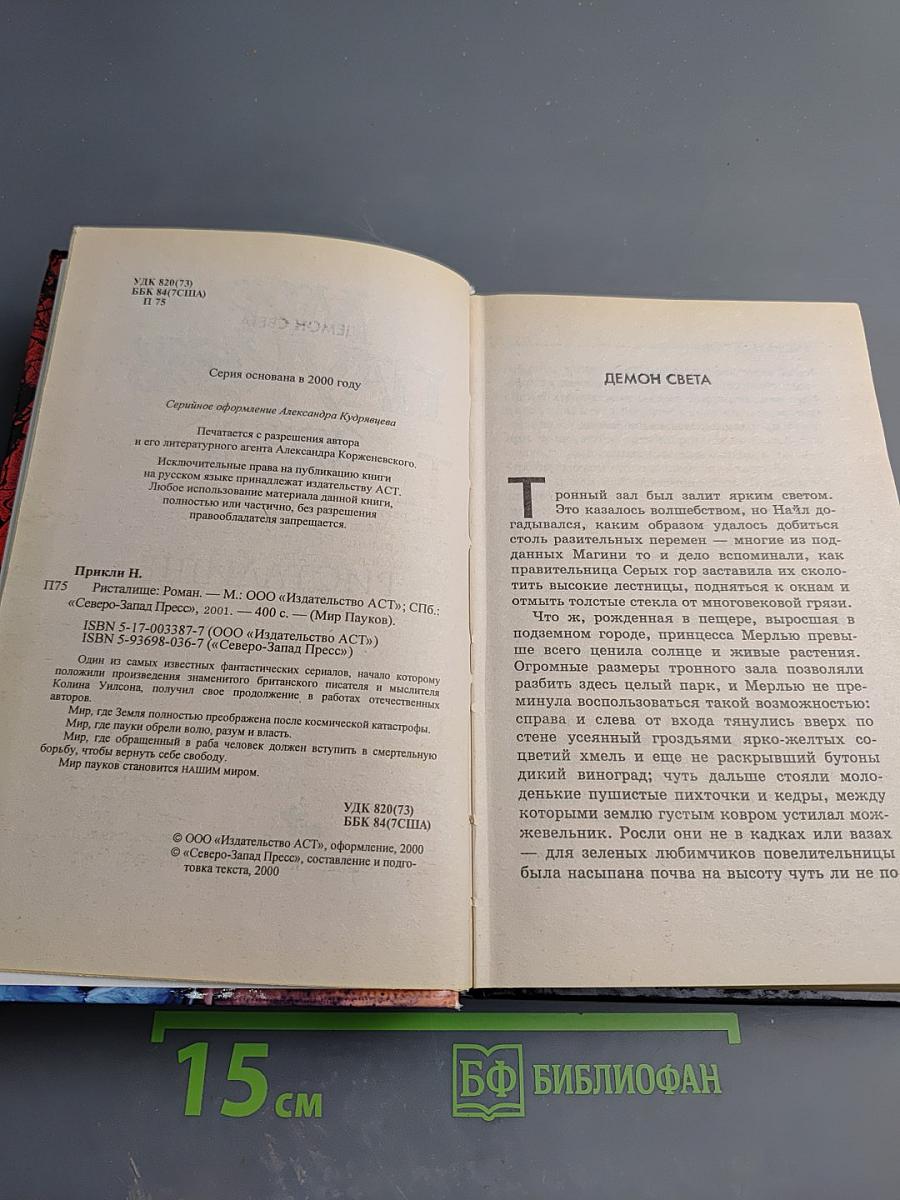 УДК 820(73)
ББК 84(7США)
П 75
Серия основана в 2000 году
Серийное оформление Александра Кудрявцева
Печатается с разрешения автора
и его литературного агента Александра Корженевского.
Исключительные права на публикацию книги
на русском языке принадлежат издательству АСТ.
Любое использование материала данной книги,
полностью или частично, без разрешения
правообладателя запрещается.
Прикли Н.
П75 Ристалище: Роман. — М.: ООО «Издательство АСТ»; СПб.:
«Северо-Запад Пресс», 2001. — 400 с. — (Мир Пауков).
ISBN 5-17-003387-7 (ООО «Издательство АСТ»)
ISBN 5-93698-036-7 («Северо-Запад Пресс»)
Один из самых известных фантастических сериалов, начало которому
положили произведения знаменитого британского писателя и мыслителя
Колина Уилсона, получил свое продолжение в работах отечественных
авторов.
Мир, где Земля полностью преображена после космической катастрофы.
Мир, где пауки обрели волю, разум и власть.
Мир, где обращенный в раба человек должен вступить в смертельную
борьбу, чтобы вернуть себе свободу.
Мир пауков становится НАШИМ миром.
УДК 820(73)
ББК 84(7США)
© ООО «Издательство АСТ», оформление, 2000
© «Северо-Запад Пресс», составление и подго-
товка текста, 2000
ДЕМОН СВЕТА
Тронный зал был залит ярким светом.
Это казалось волшебством, но Найл до-
гадывался, каким образом удалось добиться
столь разительных перемен — многие из под-
данных Магини то и дело вспоминали, как
правительница Серых гор заставила их сколо-
тить высокие лестницы, подняться к окнам и
отмыть толстые стекла от многовековой грязи.
Что ж, рожденная в пещере, выросшая в
подземном городе, принцесса Мерлью превы-
ше всего ценила солнце и живые растения.
Огромные размеры тронного зала позволяли
разбить здесь целый парк, и Мерлью не пре-
минула воспользоваться такой возможностью:
справа и слева от входа тянулись вверх по
стене усеянный гроздьями ярко-желтых со-
цветий хмель и еще не раскрывший бутоны
дикий виноград; чуть дальше стояли моло-
денькие пушистые пихточки и кедры, между
которыми землю густым ковром устилал мож-
жевельник. Росли они не в кадках или вазах
— для зеленых любимчиков повелительницы
была насыпана почва на высоту чуть ли не по
15 см
БФ БИБЛИОФАН